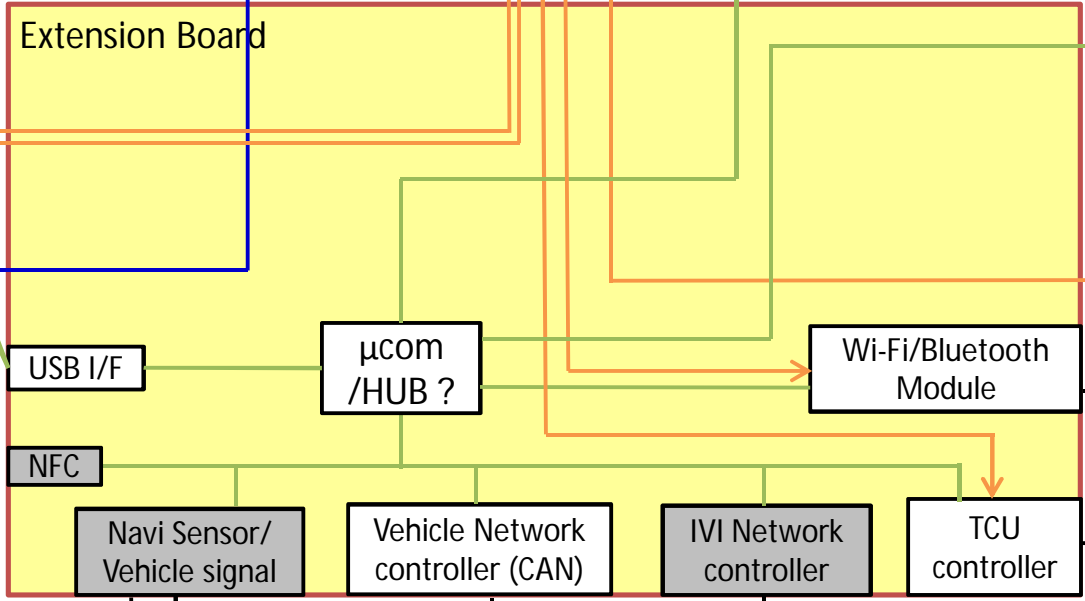 Extension Board
μcom
/HUB ?
Wi-Fi/Bluetooth
Module
USB I/F
NFC
Navi Sensor/
Vehicle signal
Vehicle Network
controller (CAN)
IVI Network
controller
TCU
controller